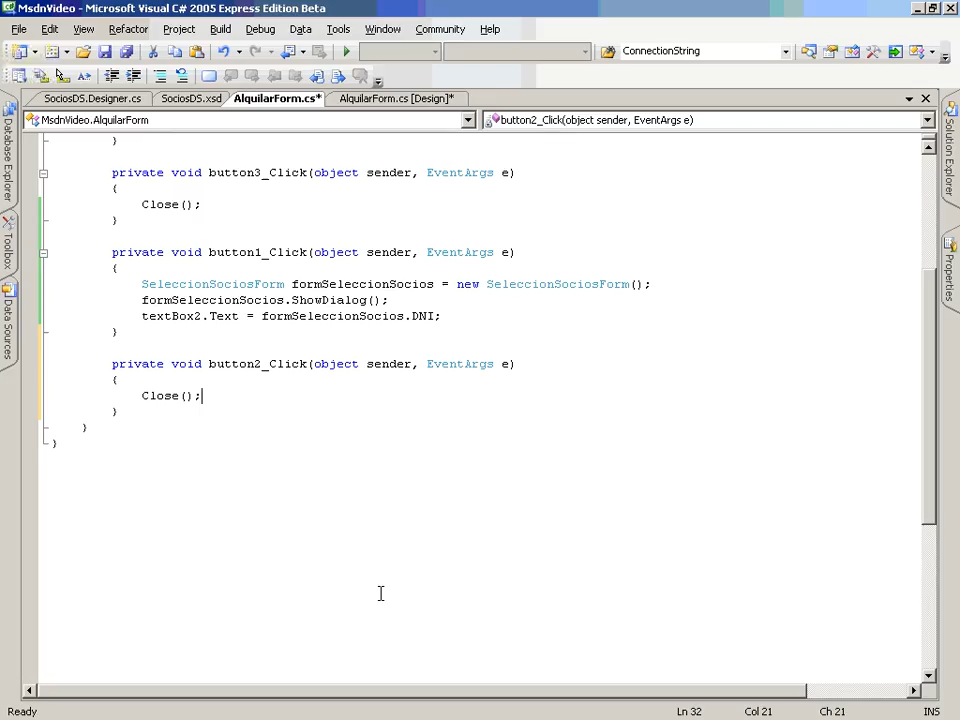 MsdnVideo - Microsoft Visual C# 2005 Express Edition Beta
File Edit View Refactor Project Build Debug Data Tools Window Community Help
ConnectionString
SociosDS.Designer.cs SociosDS.xsd AlquilarForm.cs* AlquilarForm.cs [Design]*
MsdnVideo.AlquilarForm button2_Click(object sender, EventArgs e)
Database Explorer
Toolbox
Data Sources
Solution Explorer
Properties
}
private void button3_Click(object sender, EventArgs e)
{
Close();
}
private void button1_Click(object sender, EventArgs e)
{
SeleccionSociosForm formSeleccionSocios = new SeleccionSociosForm();
formSeleccionSocios.ShowDialog();
textBox2.Text = formSeleccionSocios.DNI;
}
private void button2_Click(object sender, EventArgs e)
{
Close();
}
}
}
Ready Ln 32 Col 21 Ch 21 INS